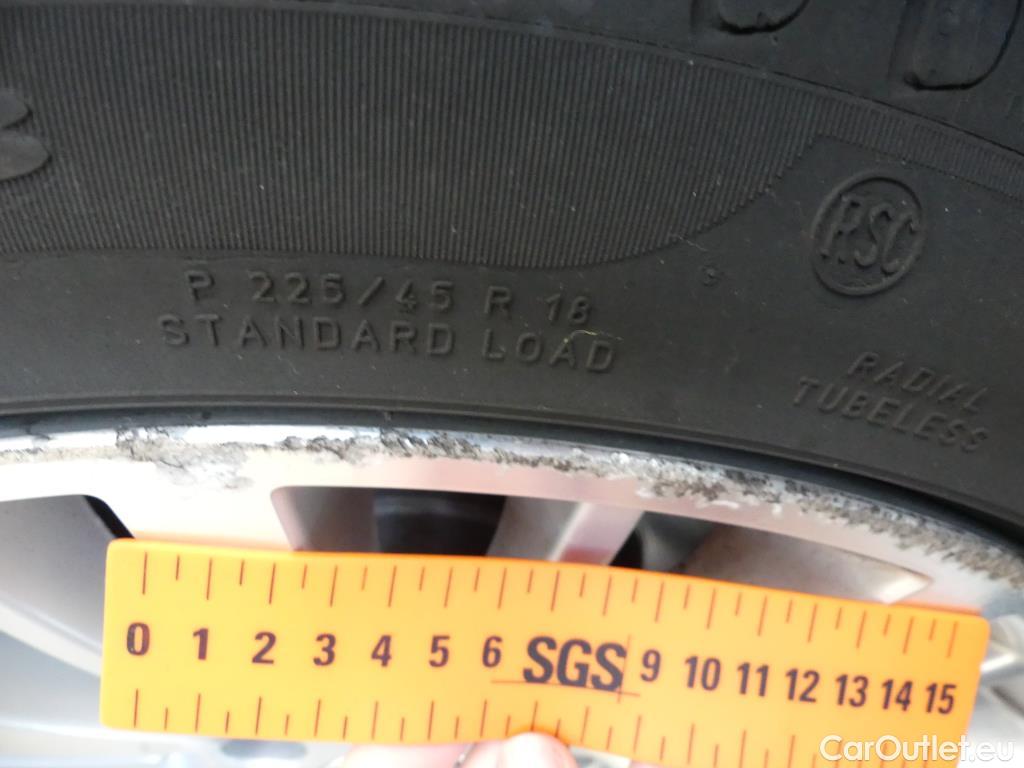 RSC
P 225/45 R 18
STANDARD LOAD
RADIAL
TUBELESS
0 1 2 3 4 5 6 SGS 9 10 11 12 13 14 15
CarOutlet.eu